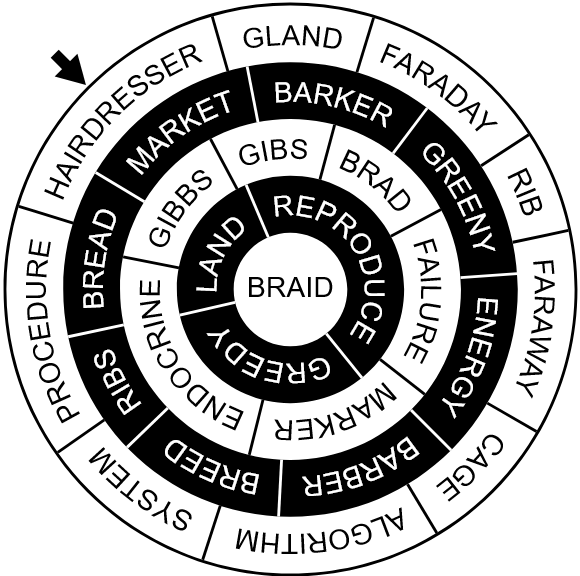 HAIRDRESSER
GLAND
FARADAY
RIB
FARAWAY
CAGE
ALGORITHM
SYSTEM
PROCEDURE
MARKET
BARKER
GREENY
ENERGY
BARBER
BREED
RIBS
BREAD
GIBBS
GIBS
BRAD
FAILURE
MARKER
ENDOCRINE
LAND
REPRODUCE
GREEDY
BRAID